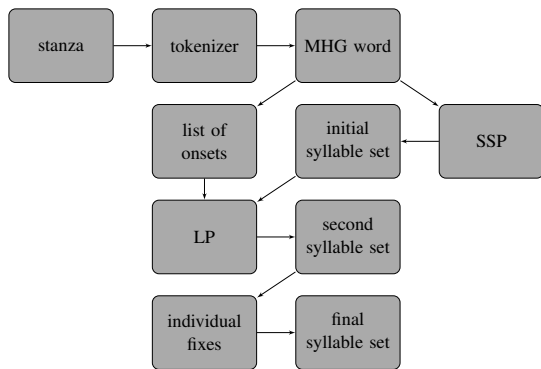 stanza
tokenizer
MHG word
list of
onsets
initial
syllable set
SSP
LP
second
syllable set
individual
fixes
final
syllable set